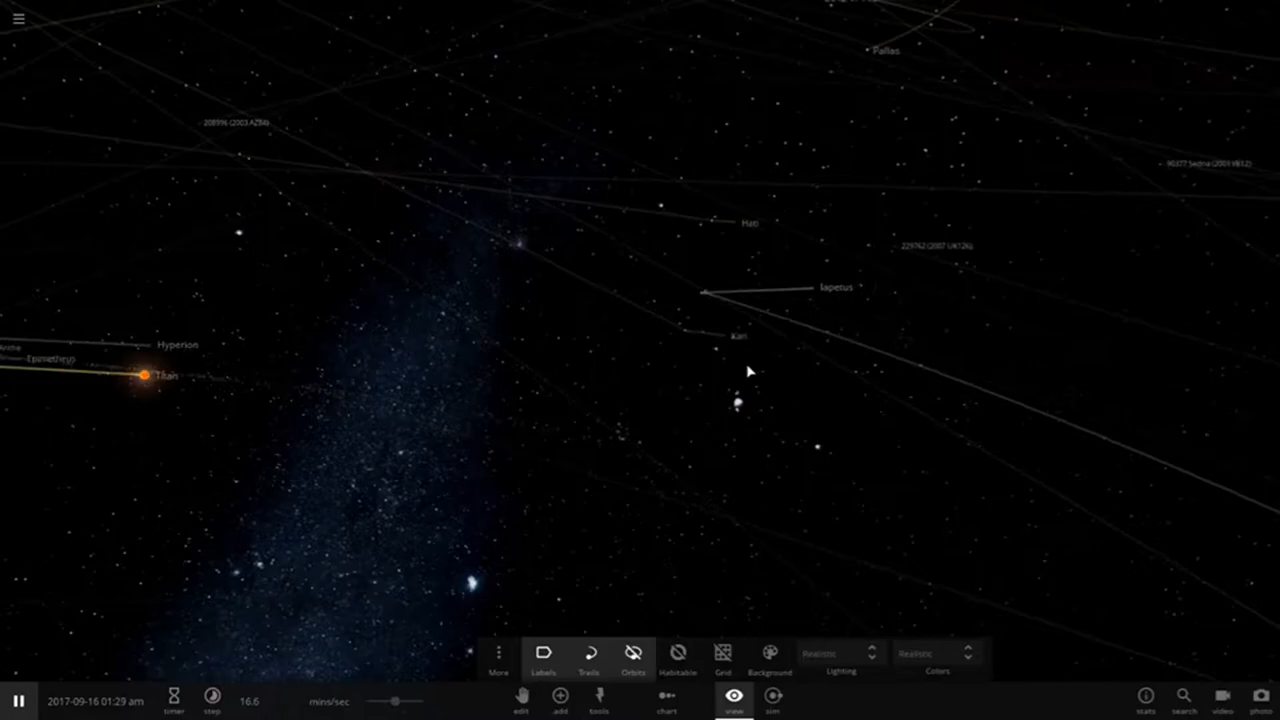 Pallas
208996 (2003 AZ84)
90377 Sedna (2003 VB12)
Hati
229762 (2007 UK126)
Iapetus
Kari
Hyperion
Epimetheus
Titan
More
Labels
Trails
Orbits
Habitable
Grid
Background
Realistic
Lighting
Realistic
Colors
2017-09-16 01:29 am
timer
step
16.6
mins/sec
edit
add
tools
chart
view
sim
stats
search
video
photo